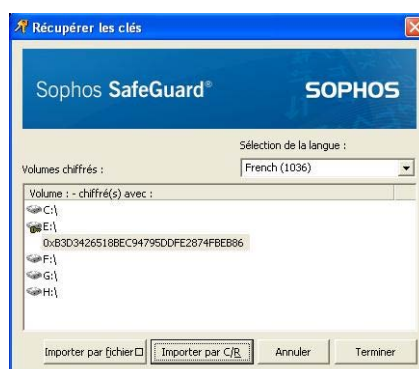 Récupérer les clés
Sophos SafeGuard®
SOPHOS
Sélection de la langue :
Volumes chiffrés :
French (1036)
Volume : - chiffré(s) avec :
C:\
E:\
0xB3D3426518BEC94795DDFE2874FBEB86
F:\
G:\
H:\
Importer par fichier
Importer par C/R
Annuler
Terminer